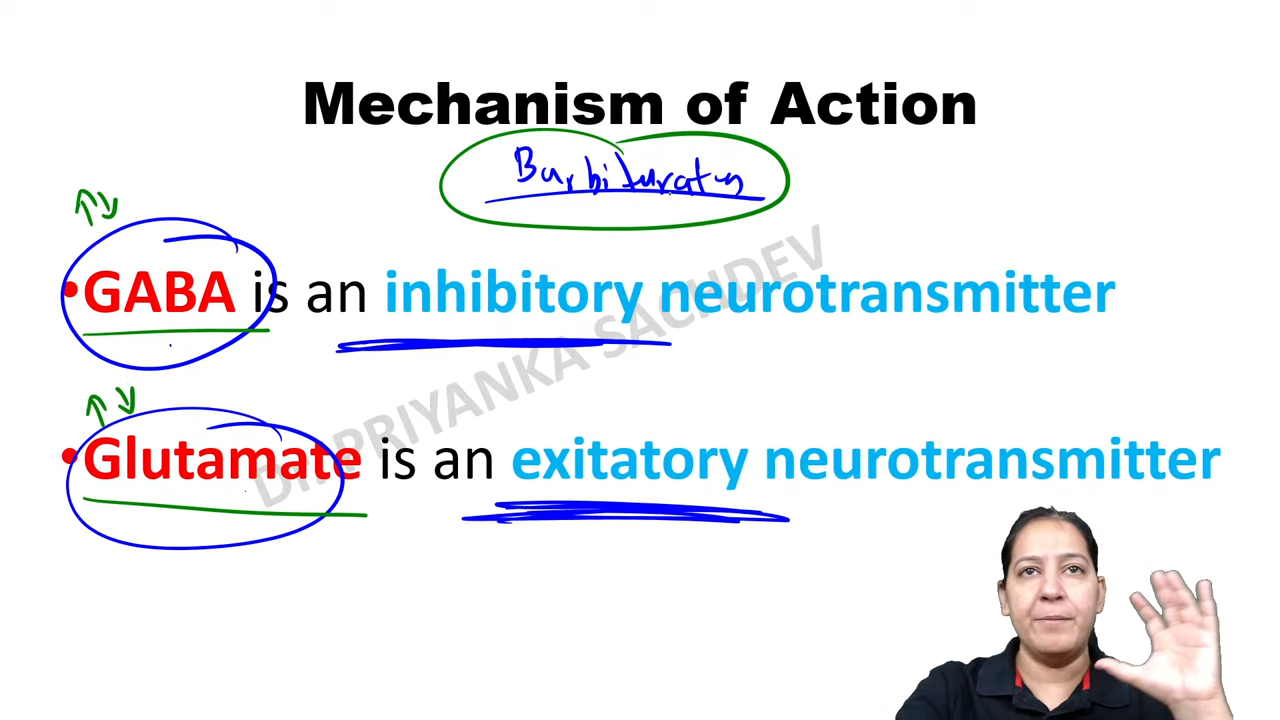 Mechanism of Action
Barbiturates
•GABA is an inhibitory neurotransmitter
•Glutamate is an exitatory neurotransmitter
Dr. PRIYANKA SACHDEV